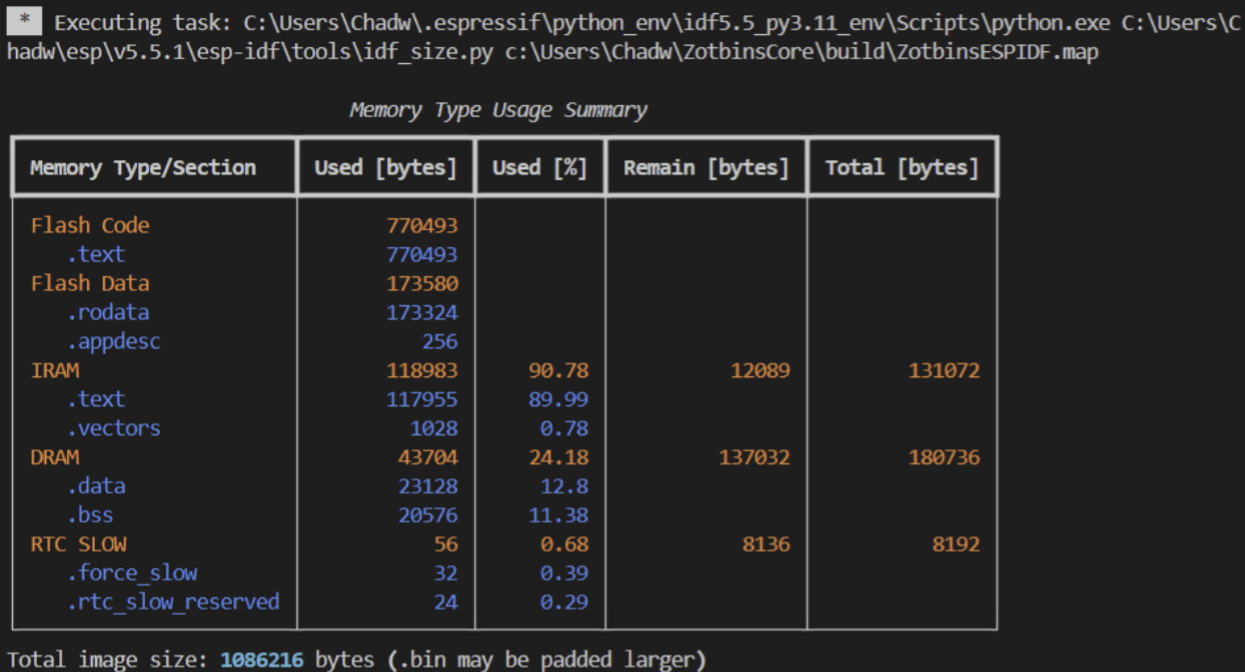 * Executing task: C:\Users\Chadw\.espressif\python_env\idf5.5_py3.11_env\Scripts\python.exe C:\Users\C
hadw\esp\v5.5.1\esp-idf\tools\idf_size.py c:\Users\Chadw\ZotbinsCore\build\ZotbinsESPIDF.map
Memory Type Usage Summary
Memory Type/Section Used [bytes] Used [%] Remain [bytes] Total [bytes]
Flash Code 770493
.text 770493
Flash Data 173580
.rodata 173324
.appdesc 256
IRAM 118983 90.78 12089 131072
.text 117955 89.99
.vectors 1028 0.78
DRAM 43704 24.18 137032 180736
.data 23128 12.8
.bss 20576 11.38
RTC SLOW 56 0.68 8136 8192
.force_slow 32 0.39
.rtc_slow_reserved 24 0.29
Total image size: 1086216 bytes (.bin may be padded larger)